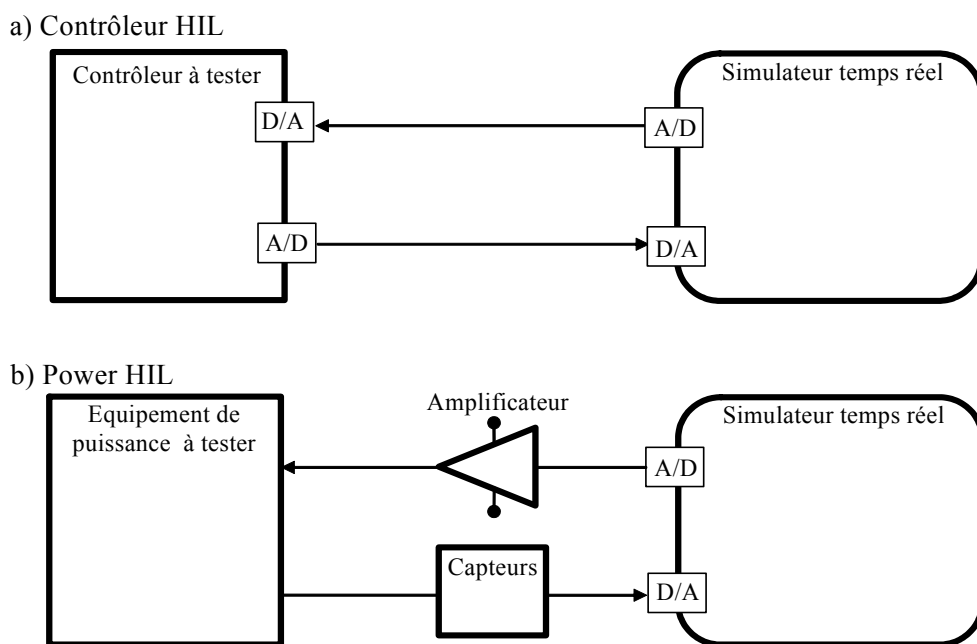 a) Contrôleur HIL
Contrôleur à tester
Simulateur temps réel
D/A
A/D
A/D
D/A
b) Power HIL
Equipement de
puissance à tester
Amplificateur
Simulateur temps réel
A/D
Capteurs
D/A